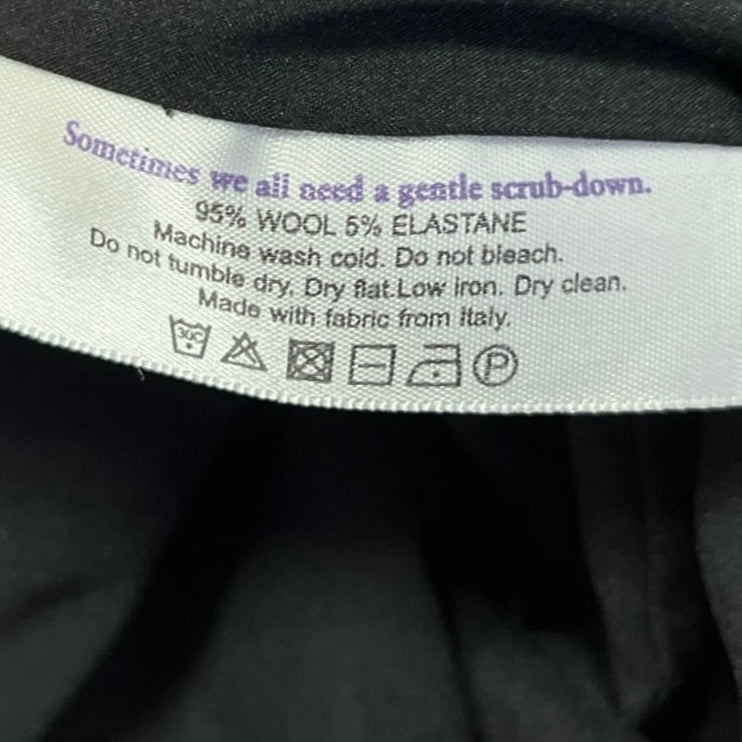 Sometimes we all need a gentle scrub-down.
95% WOOL 5% ELASTANE
Machine wash cold. Do not bleach.
Do not tumble dry. Dry flat.Low iron. Dry clean.
Made with fabric from Italy.
30C P